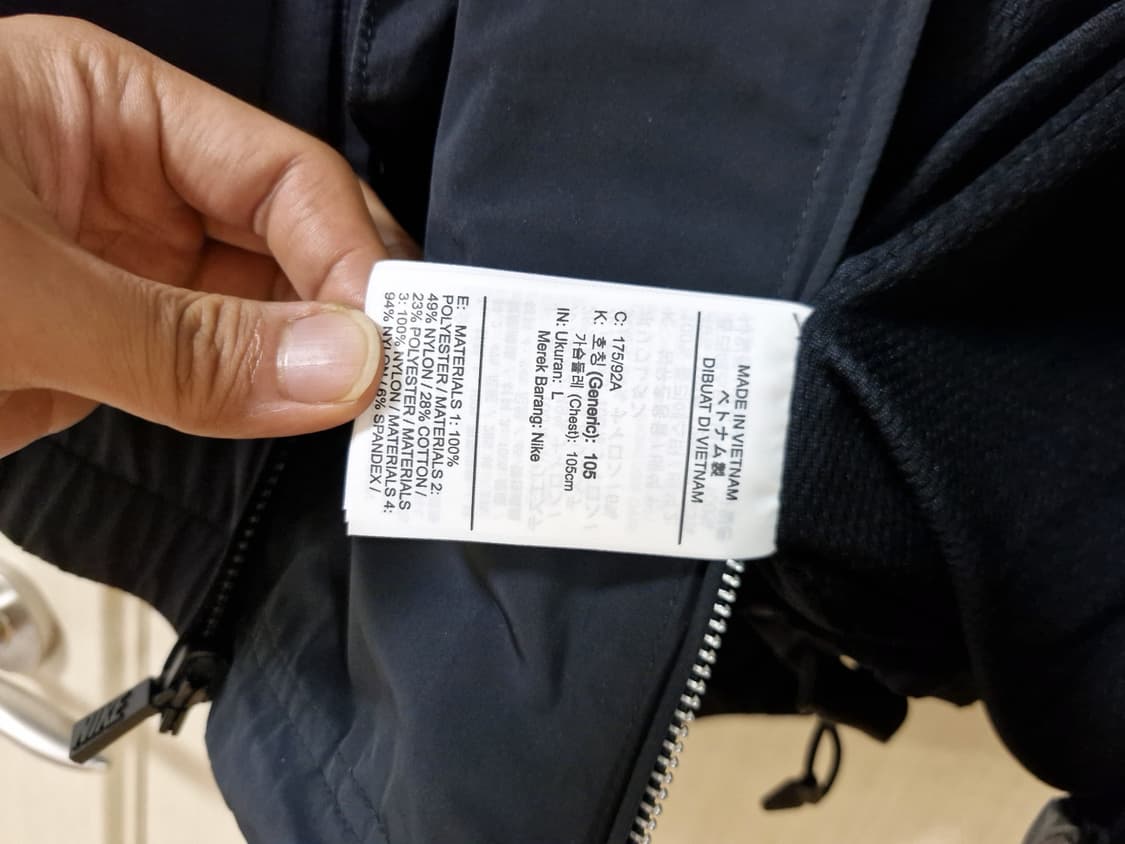 MADE IN VIETNAM
ベトナム製
DIBUAT DI VIETNAM
C: 175/92A
K: 호칭 (Generic): 105
가슴둘레 (Chest): 105cm
IN: Ukuran: L
Merek Barang: Nike
E: MATERIALS 1: 100%
POLYESTER / MATERIALS 2:
49% NYLON / 28% COTTON /
23% POLYESTER / MATERIALS
3: 100% NYLON / MATERIALS 4:
94% NYLON / 6% SPANDEX /
NIKE